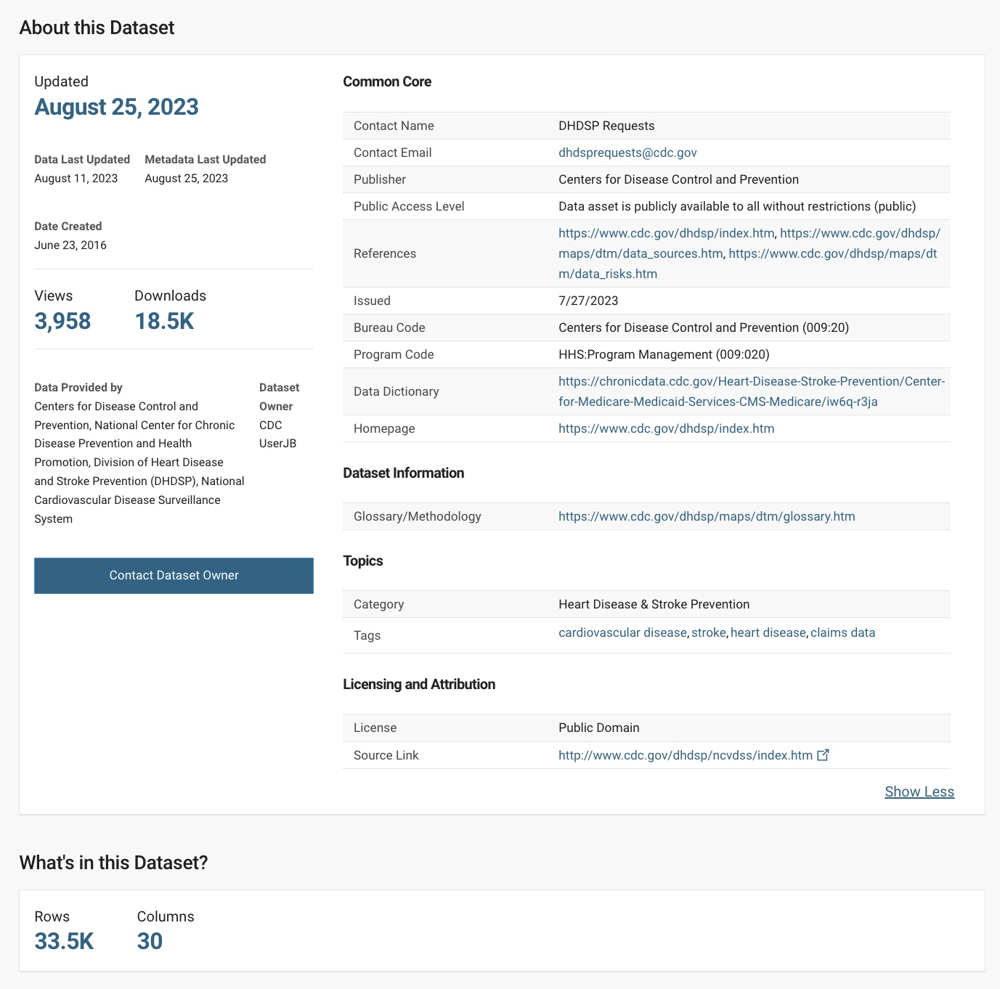 About this Dataset
Updated
August 25, 2023
Data Last Updated
August 11, 2023
Metadata Last Updated
August 25, 2023
Date Created
June 23, 2016
Views
3,958
Downloads
18.5K
Data Provided by
Centers for Disease Control and
Prevention, National Center for Chronic
Disease Prevention and Health
Promotion, Division of Heart Disease
and Stroke Prevention (DHDSP), National
Cardiovascular Disease Surveillance
System
Dataset
Owner
CDC
UserJB
Contact Dataset Owner
Common Core
Contact Name DHDSP Requests
Contact Email dhdsprequests@cdc.gov
Publisher Centers for Disease Control and Prevention
Public Access Level Data asset is publicly available to all without restrictions (public)
References
https://www.cdc.gov/dhdsp/index.htm, https://www.cdc.gov/dhdsp/
maps/dtm/data_sources.htm, https://www.cdc.gov/dhdsp/maps/dt
m/data_risks.htm
Issued 7/27/2023
Bureau Code Centers for Disease Control and Prevention (009:20)
Program Code HHS:Program Management (009:020)
Data Dictionary
https://chronicdata.cdc.gov/Heart-Disease-Stroke-Prevention/Center-
for-Medicare-Medicaid-Services-CMS-Medicare/iw6q-r3ja
Homepage https://www.cdc.gov/dhdsp/index.htm
Dataset Information
Glossary/Methodology https://www.cdc.gov/dhdsp/maps/dtm/glossary.htm
Topics
Category Heart Disease & Stroke Prevention
Tags cardiovascular disease, stroke, heart disease, claims data
Licensing and Attribution
License Public Domain
Source Link http://www.cdc.gov/dhdsp/ncvdss/index.htm
Show Less
What's in this Dataset?
Rows
33.5K
Columns
30